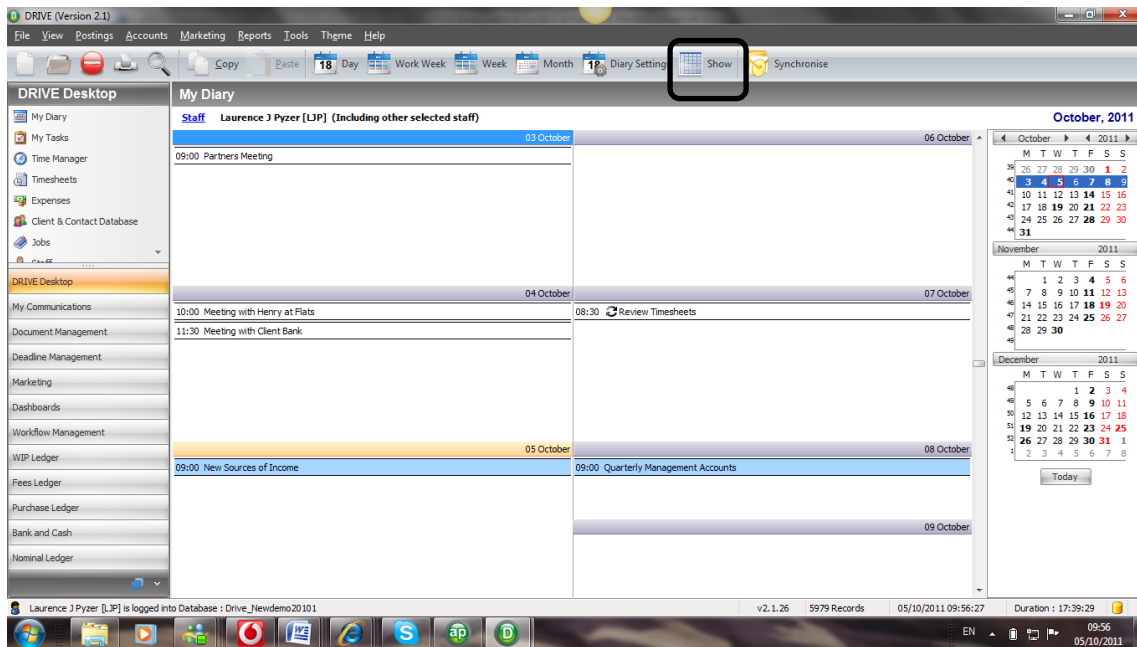 DRIVE (Version 2.1)
File View Postings Accounts Marketing Reports Tools Theme Help
Copy Paste 18 Day Work Week Week Month 18 Diary Settings Show Synchronise
DRIVE Desktop
My Diary
My Tasks
Time Manager
Timesheets
Expenses
Client & Contact Database
Jobs
Staff
DRIVE Desktop
My Communications
Document Management
Deadline Management
Marketing
Dashboards
Workflow Management
WIP Ledger
Fees Ledger
Purchase Ledger
Bank and Cash
Nominal Ledger
My Diary
Staff Laurence J Pyzer [LJP] (Including other selected staff)
October, 2011
03 October
09:00 Partners Meeting
04 October
10:00 Meeting with Henry at Flats
11:30 Meeting with Client Bank
05 October
09:00 New Sources of Income
06 October
07 October
08:30 Review Timesheets
08 October
09:00 Quarterly Management Accounts
09 October
October 2011
M T W T F S S
39 26 27 28 29 30 1 2
40 3 4 5 6 7 8 9
41 10 11 12 13 14 15 16
42 17 18 19 20 21 22 23
43 24 25 26 27 28 29 30
44 31
November 2011
M T W T F S S
44 1 2 3 4 5 6
45 7 8 9 10 11 12 13
46 14 15 16 17 18 19 20
47 21 22 23 24 25 26 27
48 28 29 30
49
December 2011
M T W T F S S
48 1 2 3 4
49 5 6 7 8 9 10 11
50 12 13 14 15 16 17 18
51 19 20 21 22 23 24 25
52 26 27 28 29 30 31 1
1 2 3 4 5 6 7 8
Today
Laurence J Pyzer [LJP] is logged into Database : Drive_Newdemo20101 v2.1.26 5979 Records 05/10/2011 09:56:27 Duration : 17:39:29
EN 09:56
05/10/2011